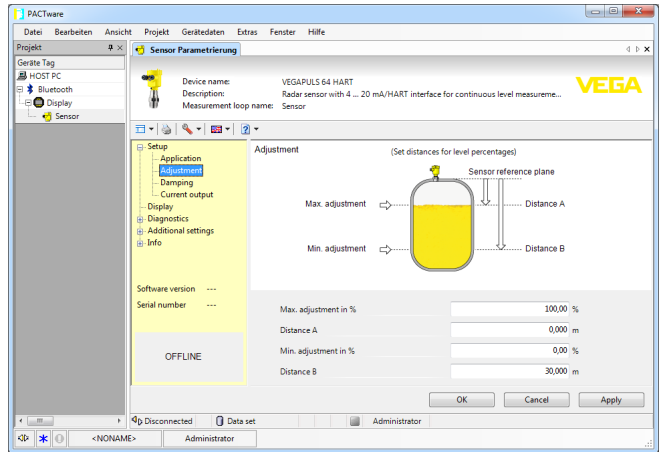 PACTware
Datei Bearbeiten Ansicht Projekt Gerätedaten Extras Fenster Hilfe
Projekt
Sensor Parametrierung
Geräte Tag
HOST PC
Bluetooth
Display
Sensor
Device name: VEGAPULS 64 HART
Description: Radar sensor with 4 ... 20 mA/HART interface for continuous level measureme...
Measurement loop name: Sensor
VEGA
Setup
Application
Adjustment
Damping
Current output
Display
Diagnostics
Additional settings
Info
Software version ---
Serial number ---
OFFLINE
Adjustment (Set distances for level percentages)
Sensor reference plane
Max. adjustment Distance A
Min. adjustment Distance B
Max. adjustment in % 100,00 %
Distance A 0,000 m
Min. adjustment in % 0,00 %
Distance B 30,000 m
OK Cancel Apply
Disconnected Data set Administrator
<NONAME> Administrator